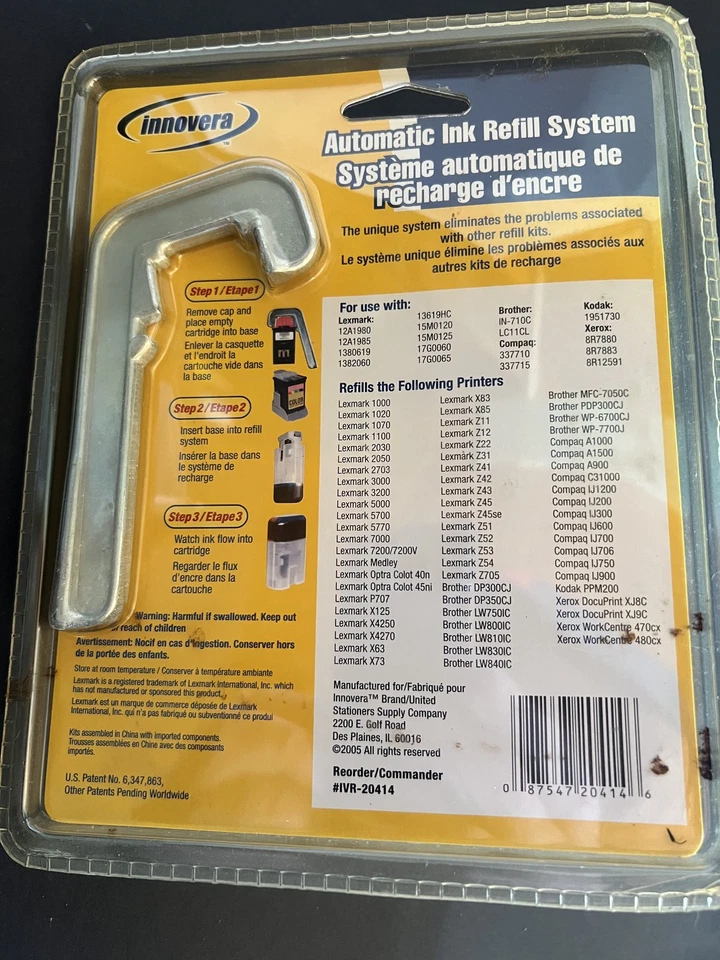 innovera™
Automatic Ink Refill System
Système automatique de
recharge d'encre
The unique system eliminates the problems associated
with other refill kits.
Le système unique élimine les problèmes associés aux
autres kits de recharge
Step 1/Etape1
Remove cap and
place empty
cartridge into base
Enlever la casquette
et l'endroit la
cartouche vide dans
la base
Step 2/Etape2
Insert base into refill
system
Insérer la base dans
le système de
recharge
Step3/Etape3
Watch ink flow into
cartridge
Regarder le flux
d'encre dans la
cartouche
COLOR
Warning: Harmful if swallowed. Keep out
of reach of children
Avertisement: Nocif en cas d'ingestion. Conserver hors
de la portée des enfants.
Store at room temperature / Conserver à température ambiante
Lexmark is a registered trademark of Lexmark International, Inc. which
has not manufactured or sponsored this product.
Lexmark est un marque de commerce déposée de Lexmark
International, Inc. qui n'a pas fabriqué ou subventionné ce produi
Kits assembled in China with imported components.
Trousses assemblées en Chine avec des composants
importés.
U.S. Patent No. 6,347,863,
Other Patents Pending Worldwide
For use with:
Lexmark:
12A1980
12A1985
1380619
1382060
13619HC
15M0120
15M0125
17G0060
17G0065
Brother:
IN-710C
LC11CL
Compaq:
337710
337715
Kodak:
1951730
Xerox:
8R7880
8R7883
8R12591
Refills the Following Printers
Lexmark 1000
Lexmark 1020
Lexmark 1070
Lexmark 1100
Lexmark 2030
Lexmark 2050
Lexmark 2703
Lexmark 3000
Lexmark 3200
Lexmark 5000
Lexmark 5700
Lexmark 5770
Lexmark 7000
Lexmark 7200/7200V
Lexmark Medley
Lexmark Optra Colot 40n
Lexmark Optra Colot 45ni
Lexmark P707
Lexmark X125
Lexmark X4250
Lexmark X4270
Lexmark X63
Lexmark X73
Lexmark X83
Lexmark X85
Lexmark Z11
Lexmark Z12
Lexmark Z22
Lexmark Z31
Lexmark Z41
Lexmark Z42
Lexmark Z43
Lexmark Z45
Lexmark Z45se
Lexmark Z51
Lexmark Z52
Lexmark Z53
Lexmark Z54
Lexmark Z705
Brother DP300CJ
Brother DP350CJ
Brother LW750IC
Brother LW800IC
Brother LW810IC
Brother LW830IC
Brother LW840IC
Brother MFC-7050C
Brother PDP300CJ
Brother WP-6700CJ
Brother WP-7700J
Compaq A1000
Compaq A1500
Compaq A900
Compaq C31000
Compaq IJ1200
Compaq IJ200
Compaq IJ300
Compaq IJ600
Compaq IJ700
Compaq IJ706
Compaq IJ750
Compaq IJ900
Kodak PPM200
Xerox DocuPrint XJ8C
Xerox DocuPrint XJ9C
Xerox WorkCentre 470cx
Xerox WorkCentre 480cx
Manufactured for/Fabriqué pour
Innovera™ Brand/United
Stationers Supply Company
2200 E. Golf Road
Des Plaines, IL 60016
©2005 All rights reserved
Reorder/Commander
#IVR-20414
0 87547 20414 6